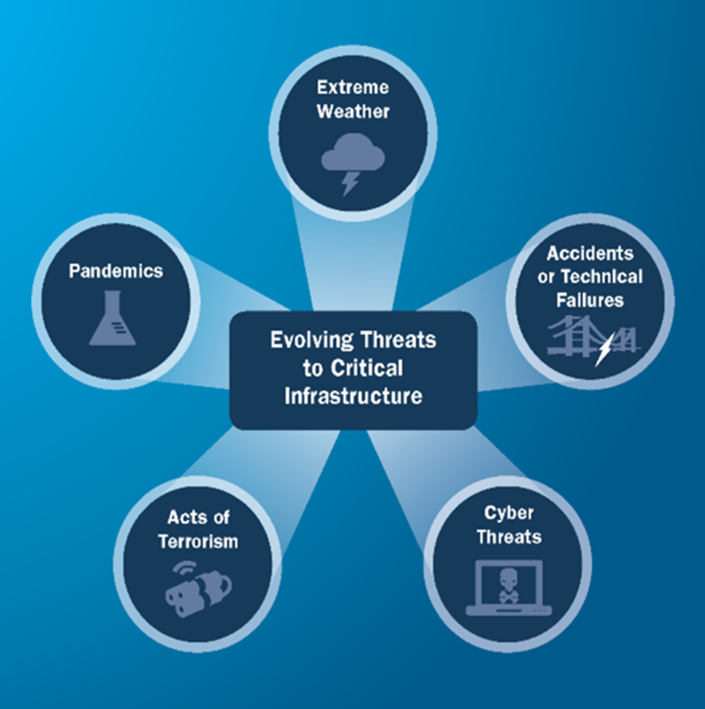 Extreme
Weather
Pandemics
Accidents
or Technical
Failures
Evolving Threats
to Critical
Infrastructure
Acts of
Terrorism
Cyber
Threats